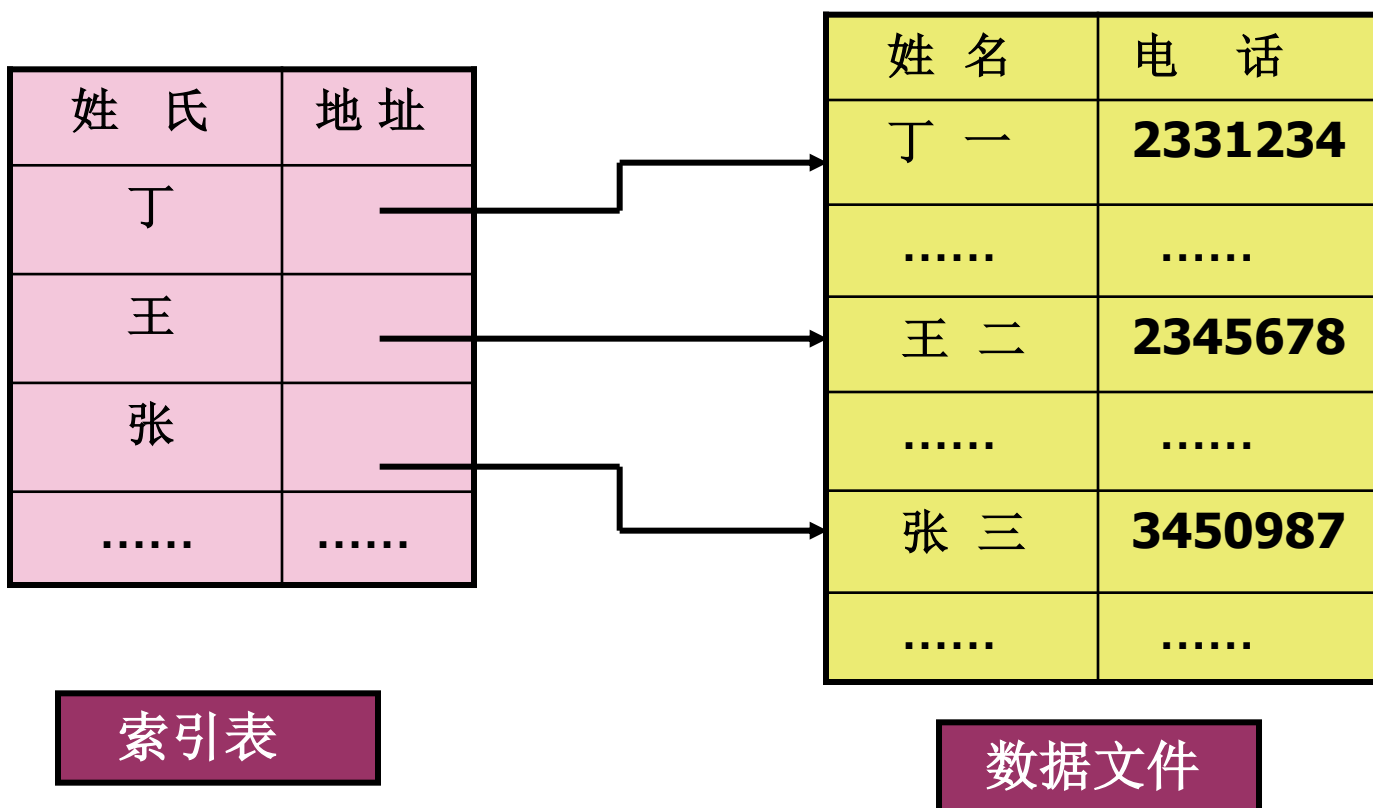 姓 氏 地 址
丁
王
张
...... ......
索引表
姓 名 电 话
丁 一 2331234
...... ......
王 二 2345678
...... ......
张 三 3450987
...... ......
数据文件